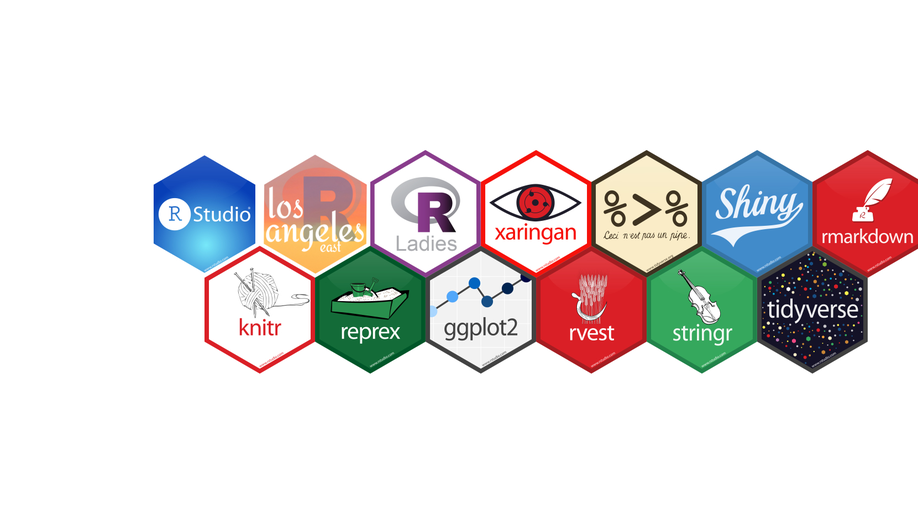 R Studio®
los
angeles
east
R
R
Ladies
xaringan
%>%
Ceci n'est pas un pipe.
Shiny
rmarkdown
knitr
reprex
ggplot2
rvest
stringr
tidyverse